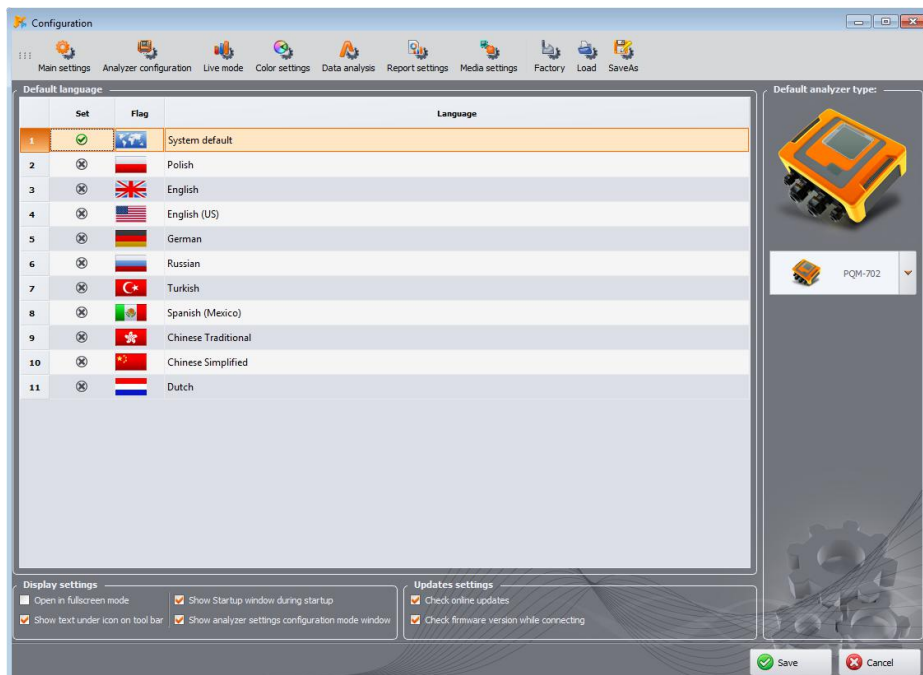 Configuration
Main settings Analyzer configuration Live mode Color settings Data analysis Report settings Media settings Factory Load SaveAs
Default language
Default analyzer type:
Set Flag Language
1 System default
2 Polish
3 English
4 English (US)
5 German
6 Russian
7 Turkish
8 Spanish (Mexico)
9 Chinese Traditional
10 Chinese Simplified
11 Dutch
PQM-702
Display settings
Open in fullscreen mode Show Startup window during startup
Show text under icon on tool bar Show analyzer settings configuration mode window
Updates settings
Check online updates
Check firmware version while connecting
Save Cancel